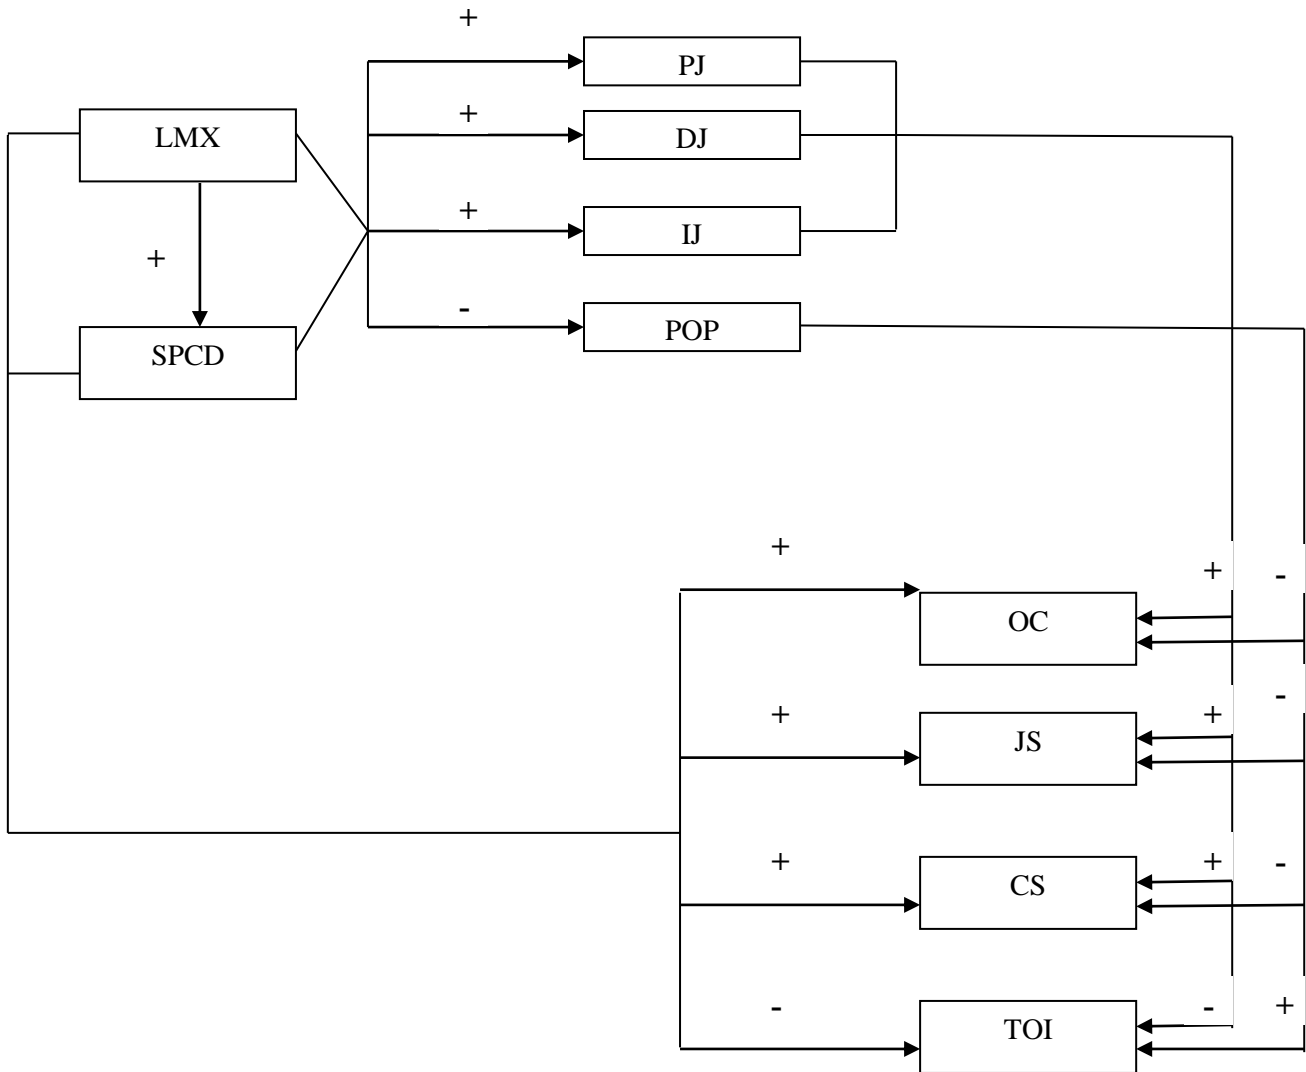 +
PJ
+
DJ
LMX
+
IJ
+
-
POP
SPCD
+
+
-
OC
-
+
+
JS
+
+
-
CS
-
-
+
TOI